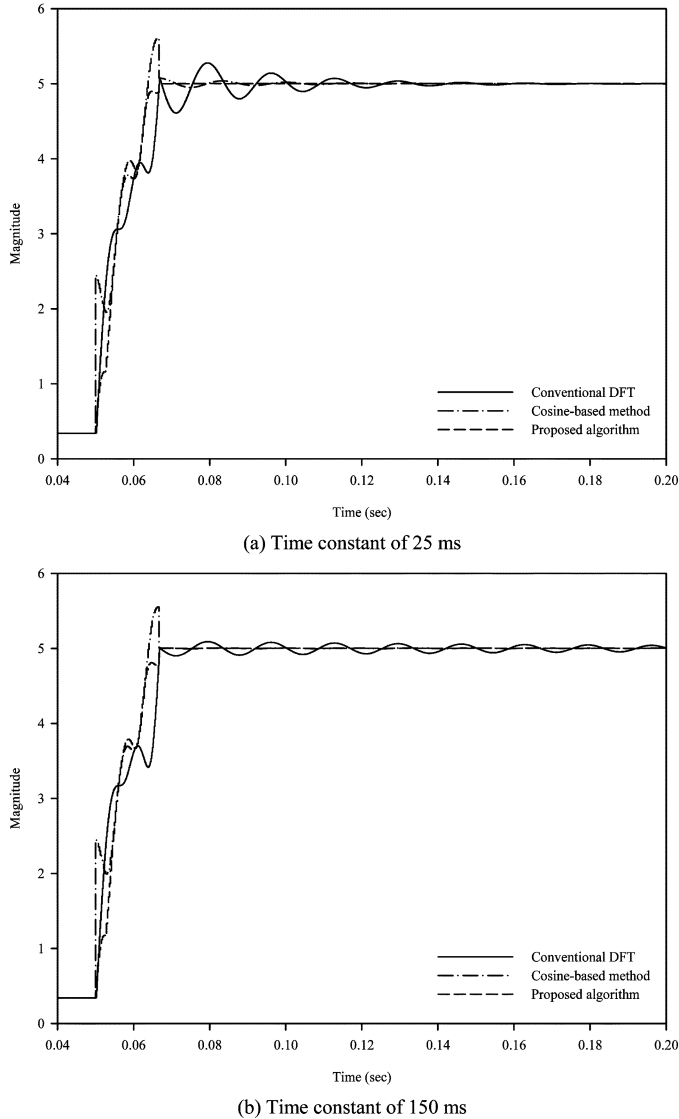 6
5
4
3
2
1
0
Magnitude
0.04 0.06 0.08 0.10 0.12 0.14 0.16 0.18 0.20
Time (sec)
Conventional DFT
Cosine-based method
Proposed algorithm
(a) Time constant of 25 ms
6
5
4
3
2
1
0
Magnitude
0.04 0.06 0.08 0.10 0.12 0.14 0.16 0.18 0.20
Time (sec)
Conventional DFT
Cosine-based method
Proposed algorithm
(b) Time constant of 150 ms